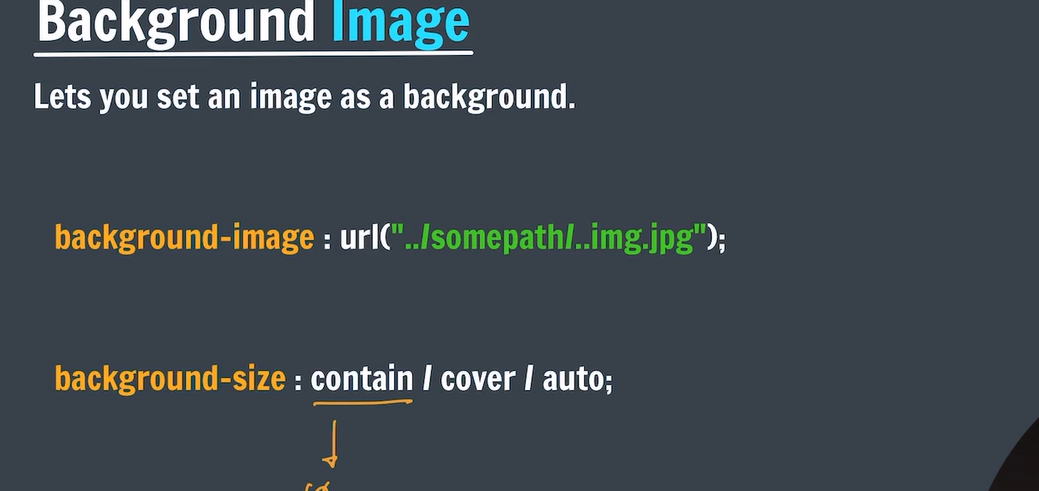 Background Image
Lets you set an image as a background.
background-image : url("../somepath/..img.jpg");
background-size : contain / cover / auto;